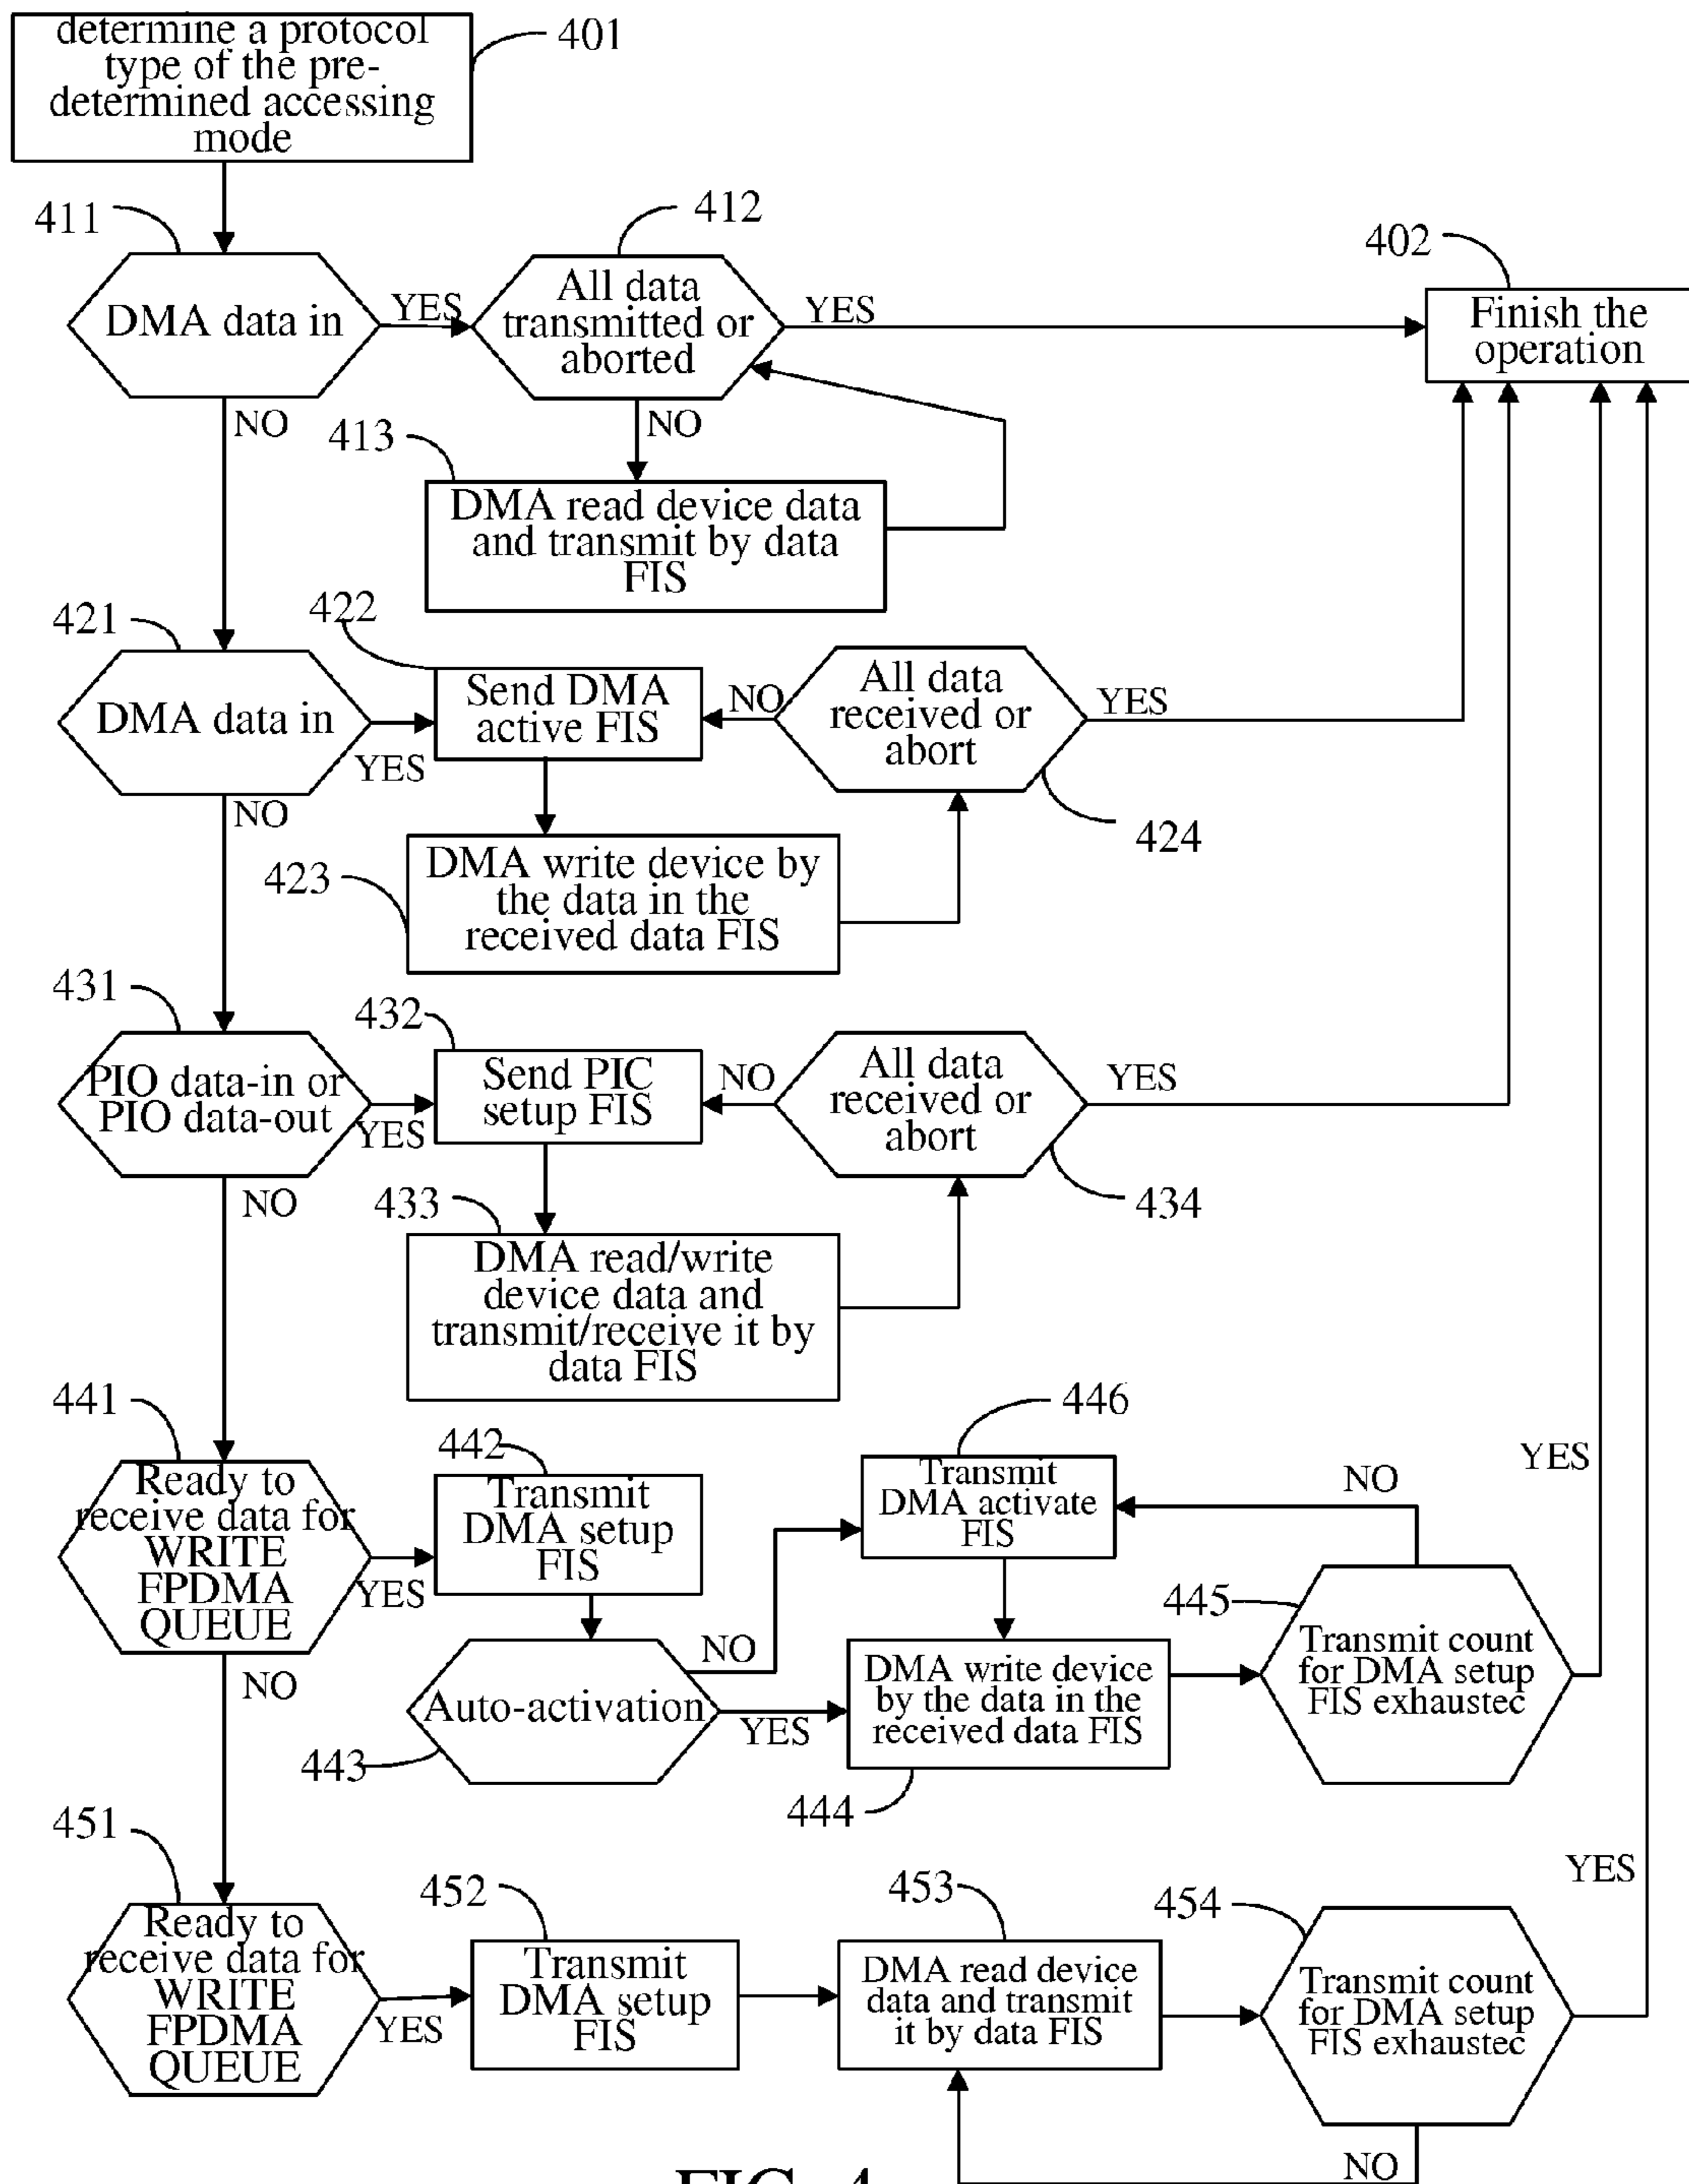 determine a protocol
type of the pre-
determined accessing
mode
401
411
DMA data in
YES
NO
412
All data
transmitted or
aborted
YES
NO
402
Finish the
operation
413
DMA read device data
and transmit by data
FIS
421
DMA data in
YES
NO
422
Send DMA
active FIS
NO
All data
received or
abort
YES
424
423
DMA write device by
the data in the
received data FIS
431
PIO data-in or
PIO data-out
YES
NO
432
Send PIC
setup FIS
NO
All data
received or
abort
YES
434
433
DMA read/write
device data and
transmit/receive it by
data FIS
441
Ready to
receive data for
WRITE
FPDMA
QUEUE
YES
NO
442
Transmit
DMA setup
FIS
446
Transmit
DMA activate
FIS
NO
YES
443
Auto-activation
NO
YES
444
DMA write device
by the data in the
received data FIS
445
Transmit count
for DMA setup
FIS exhaustec
451
Ready to
receive data for
WRITE
FPDMA
QUEUE
YES
452
Transmit
DMA setup
FIS
453
DMA read device
data and transmit
it by data FIS
454
Transmit count
for DMA setup
FIS exhaustec
YES
NO
FIG. 4